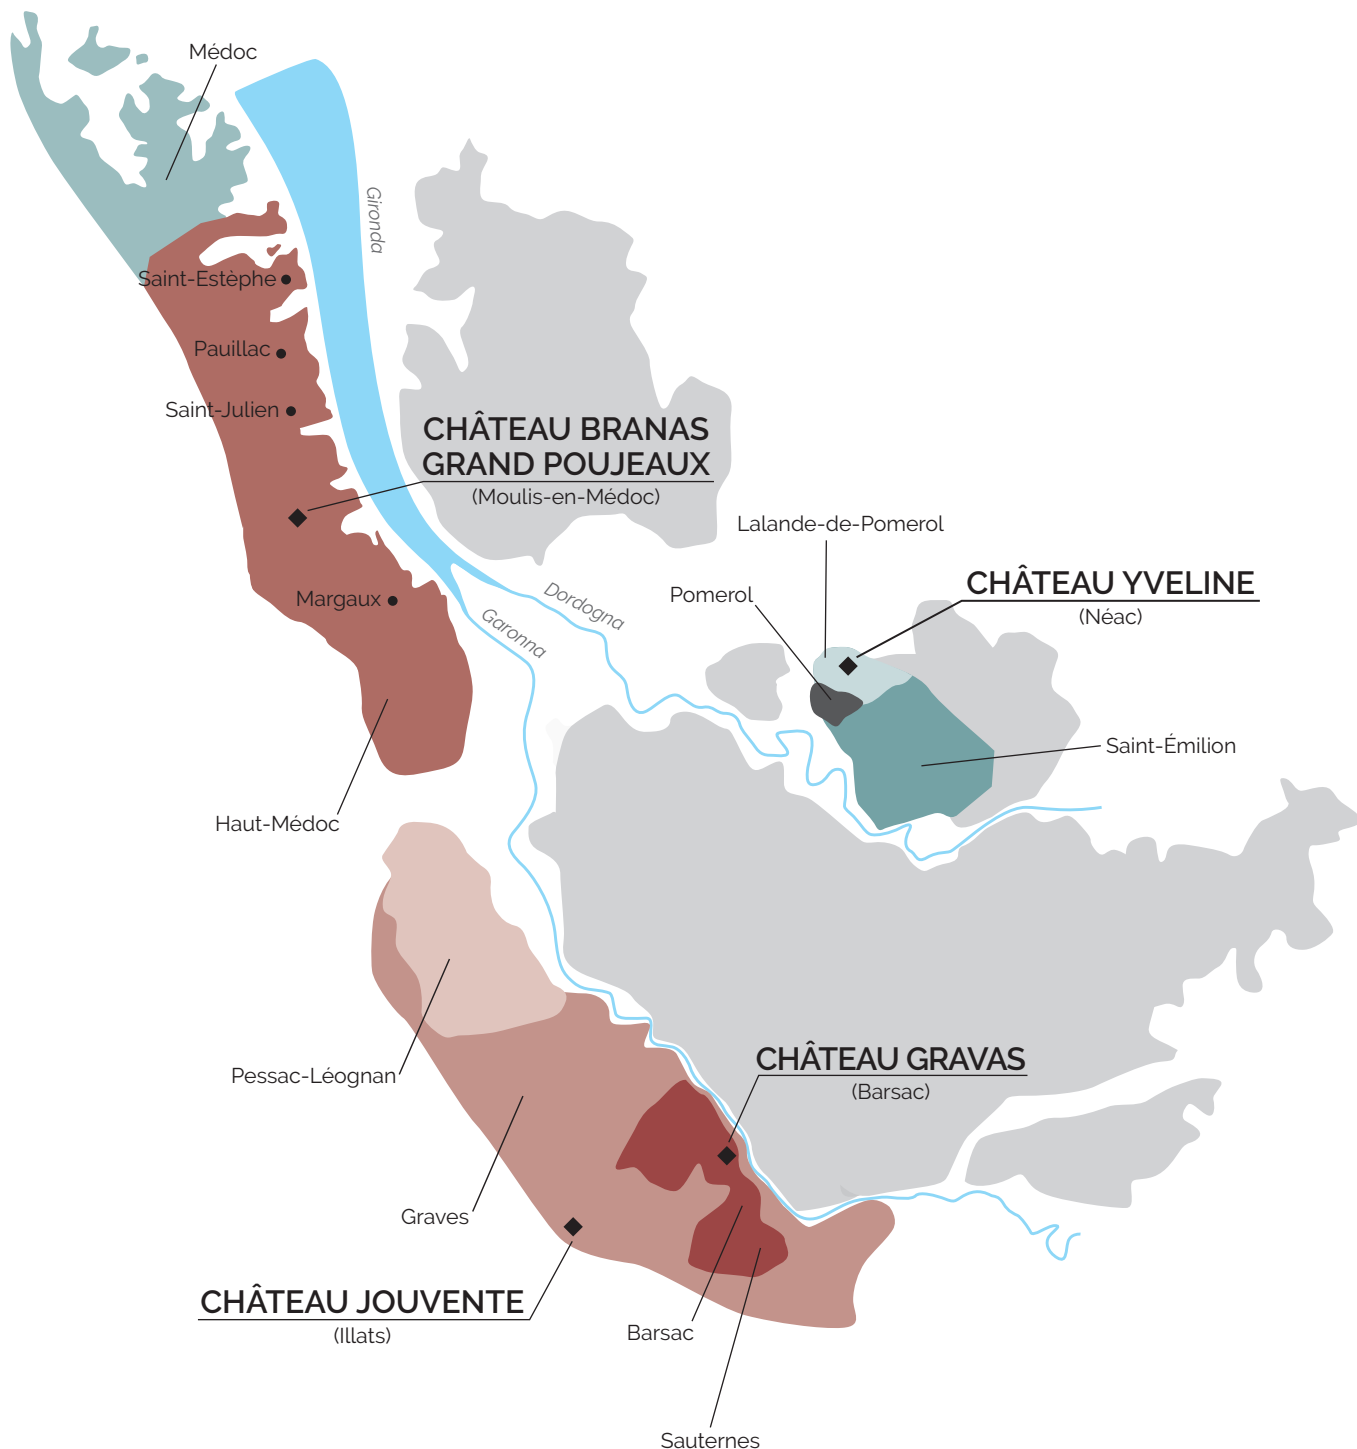 Médoc
Gironda
Saint-Estèphe
Pauillac
Saint-Julien
CHÂTEAU BRANAS
GRAND POUJEAUX
(Moulis-en-Médoc)
Lalande-de-Pomerol
CHÂTEAU YVELINE
(Néac)
Pomerol
Dordogna
Garonna
Margaux
Saint-Émilion
Haut-Médoc
CHÂTEAU GRAVAS
(Barsac)
Pessac-Léognan
Graves
CHÂTEAU JOUVENTE
(Illats)
Barsac
Sauternes